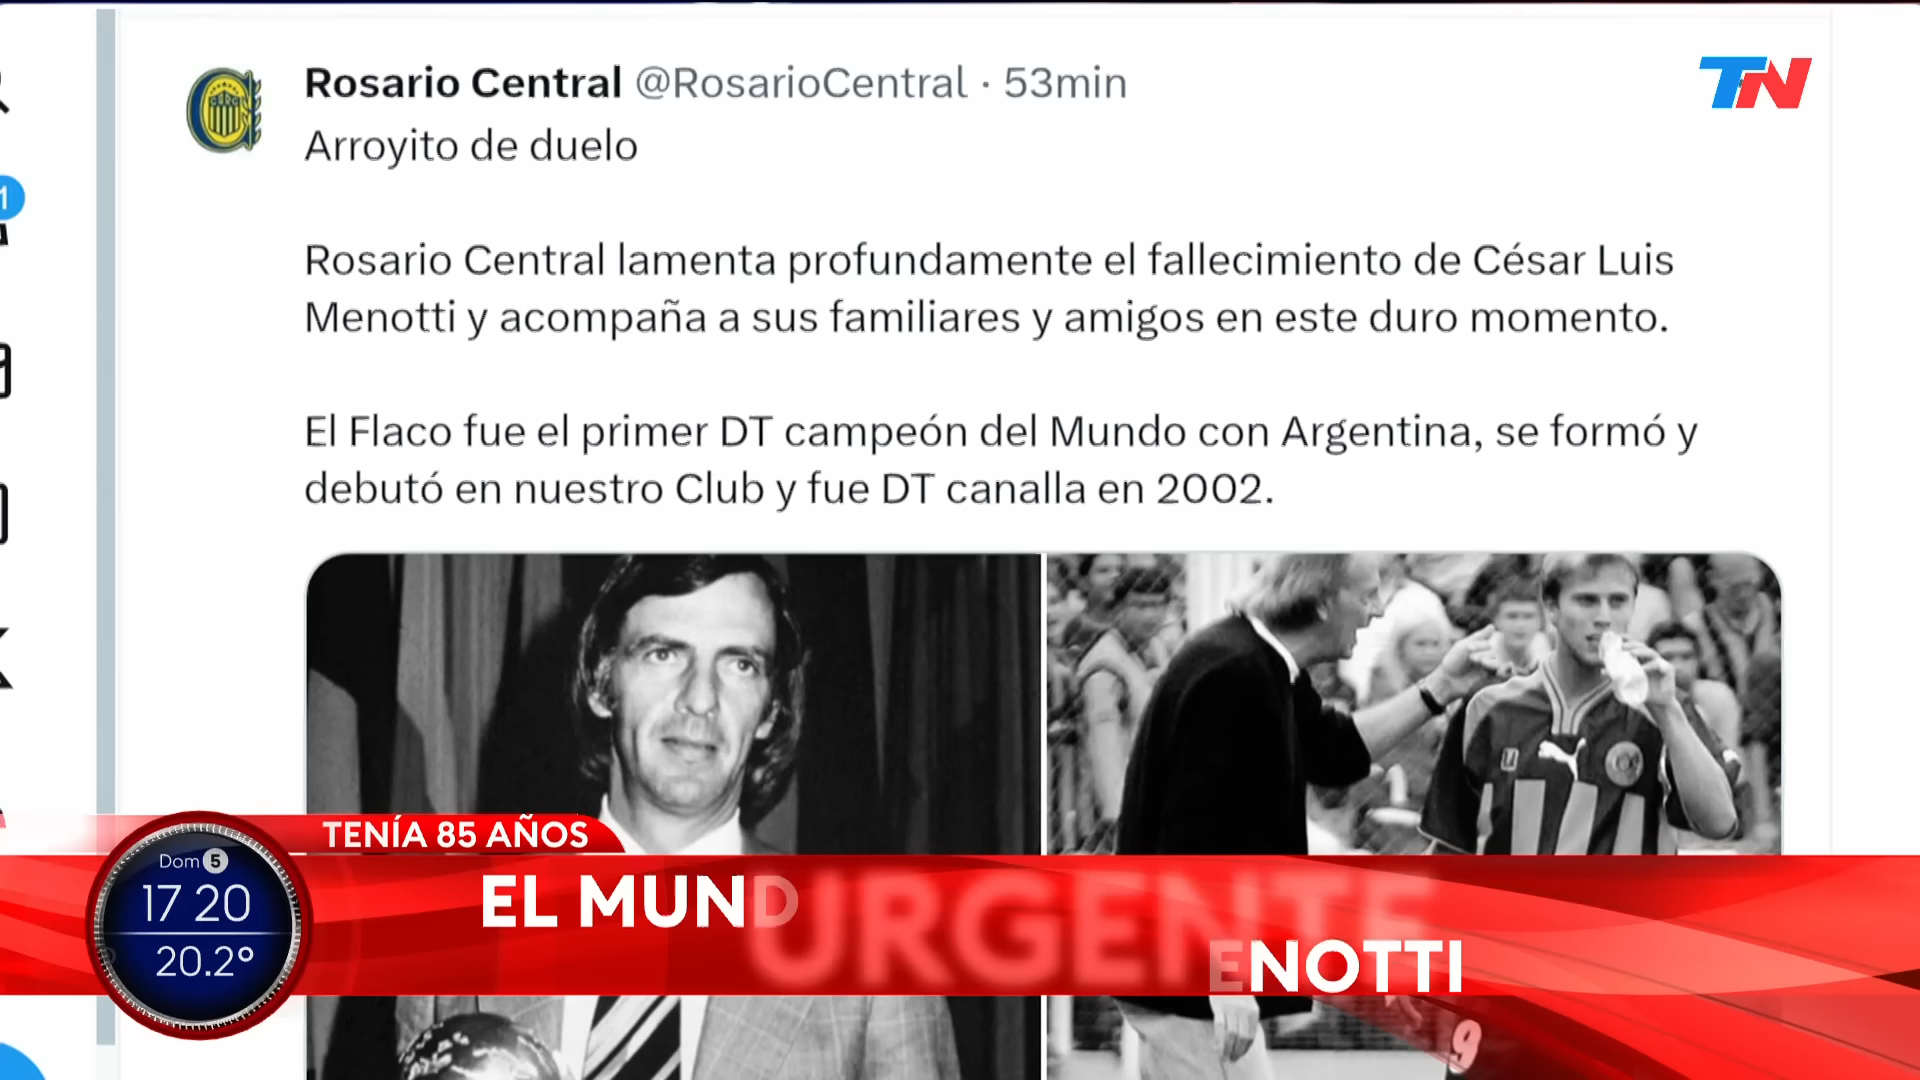 Rosario Central @RosarioCentral · 53min
TN
Arroyito de duelo
1
Rosario Central lamenta profundamente el fallecimiento de César Luis
Menotti y acompaña a sus familiares y amigos en este duro momento.
El Flaco fue el primer DT campeón del Mundo con Argentina, se formó y
debutó en nuestro Club y fue DT canalla en 2002.
TENÍA 85 AÑOS
Dom 5
17 20
20.2°
EL MUND
URGENTE
ENOTTI
9